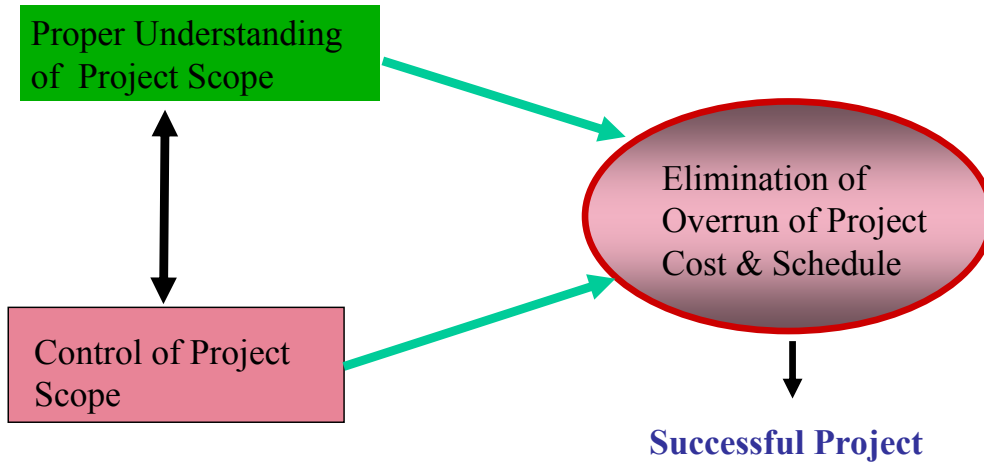 Proper Understanding
of Project Scope
Elimination of
Overrun of Project
Cost & Schedule
Control of Project
Scope
Successful Project